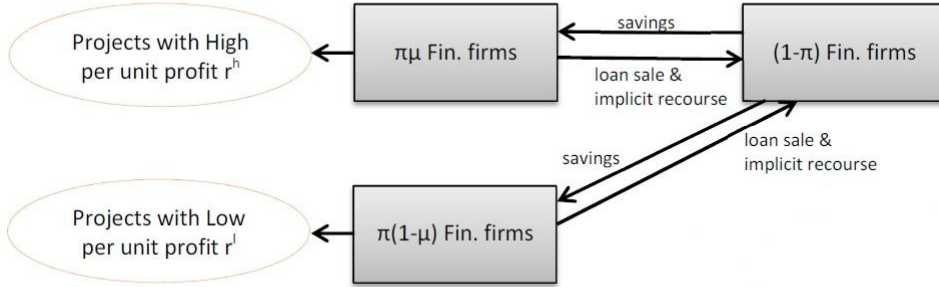 Projects with High
per unit profit r^h
πμ Fin. firms
savings
(1-π) Fin. firms
loan sale &
implicit recourse
savings
loan sale &
implicit recourse
Projects with Low
per unit profit r^l
π(1-μ) Fin. firms